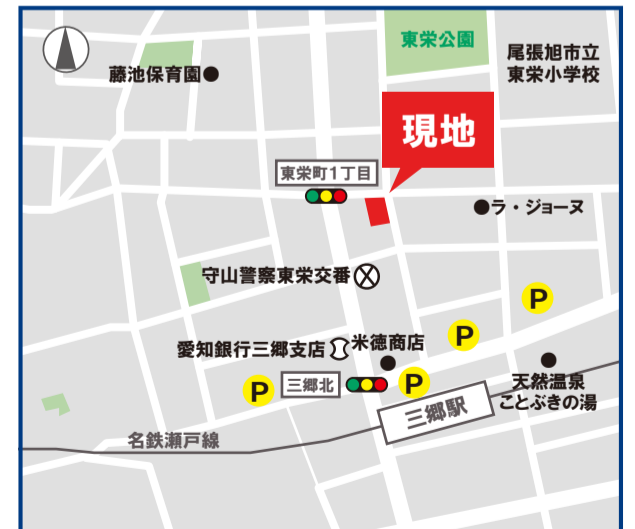 東栄公園
尾張旭市立
東栄小学校
藤池保育園
現地
東栄町1丁目
ラ・ジョーヌ
守山警察東栄交番
P
P
愛知銀行三郷支店
米徳商店
P
三郷北
P
天然温泉
ことぶきの湯
三郷駅
名鉄瀬戸線